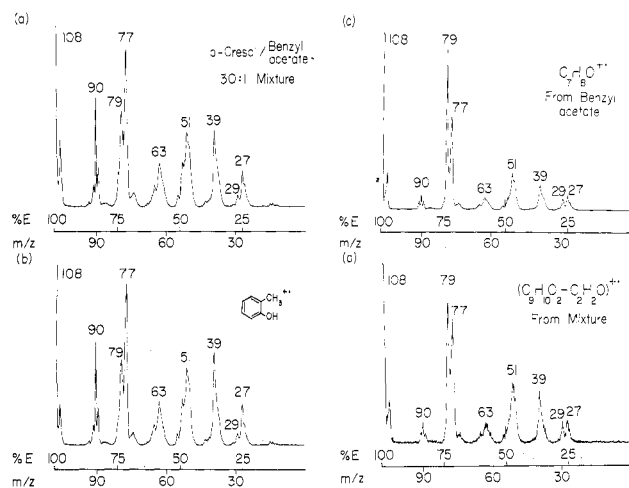 (a)
108
90
79
77
63
51
39
29
27
o-Cresol / Benzyl
acetate
30:1 Mixture
%E 100 75 50 25
m/z 90 60 30
(b)
108
90
79
77
63
51
39
29
27
CH₃ +·
OH
%E 100 75 50 25
m/z 90 60 30
(c)
108
90
79
77
63
51
39
29 27
C₇H₈O⁺·
From Benzyl
acetate
%E 100 75 50 25
m/z 90 60 30
(d)
108
90
79
77
63
51
39
29 27
(C₉H₁₀O₂–C₂H₂O)⁺·
From Mixture
%E 100 75 50 25
m/z 90 60 30